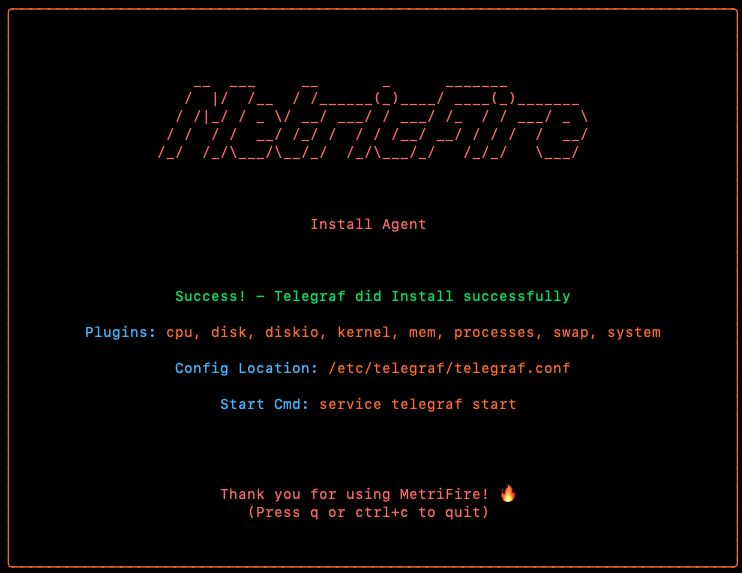 MetricFire
Install Agent
Success! – Telegraf did Install successfully
Plugins: cpu, disk, diskio, kernel, mem, processes, swap, system
Config Location: /etc/telegraf/telegraf.conf
Start Cmd: service telegraf start
Thank you for using MetriFire! 🔥
(Press q or ctrl+c to quit)